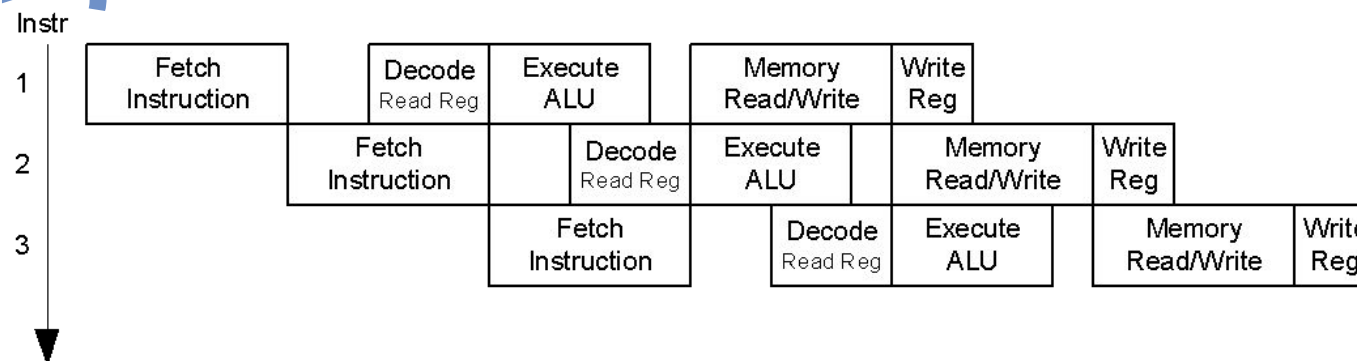 Instr
1
Fetch
Instruction
Decode
Read Reg
Execute
ALU
Memory
Read/Write
Write
Reg
2
Fetch
Instruction
Decode
Read Reg
Execute
ALU
Memory
Read/Write
Write
Reg
3
Fetch
Instruction
Decode
Read Reg
Execute
ALU
Memory
Read/Write
Write
Reg